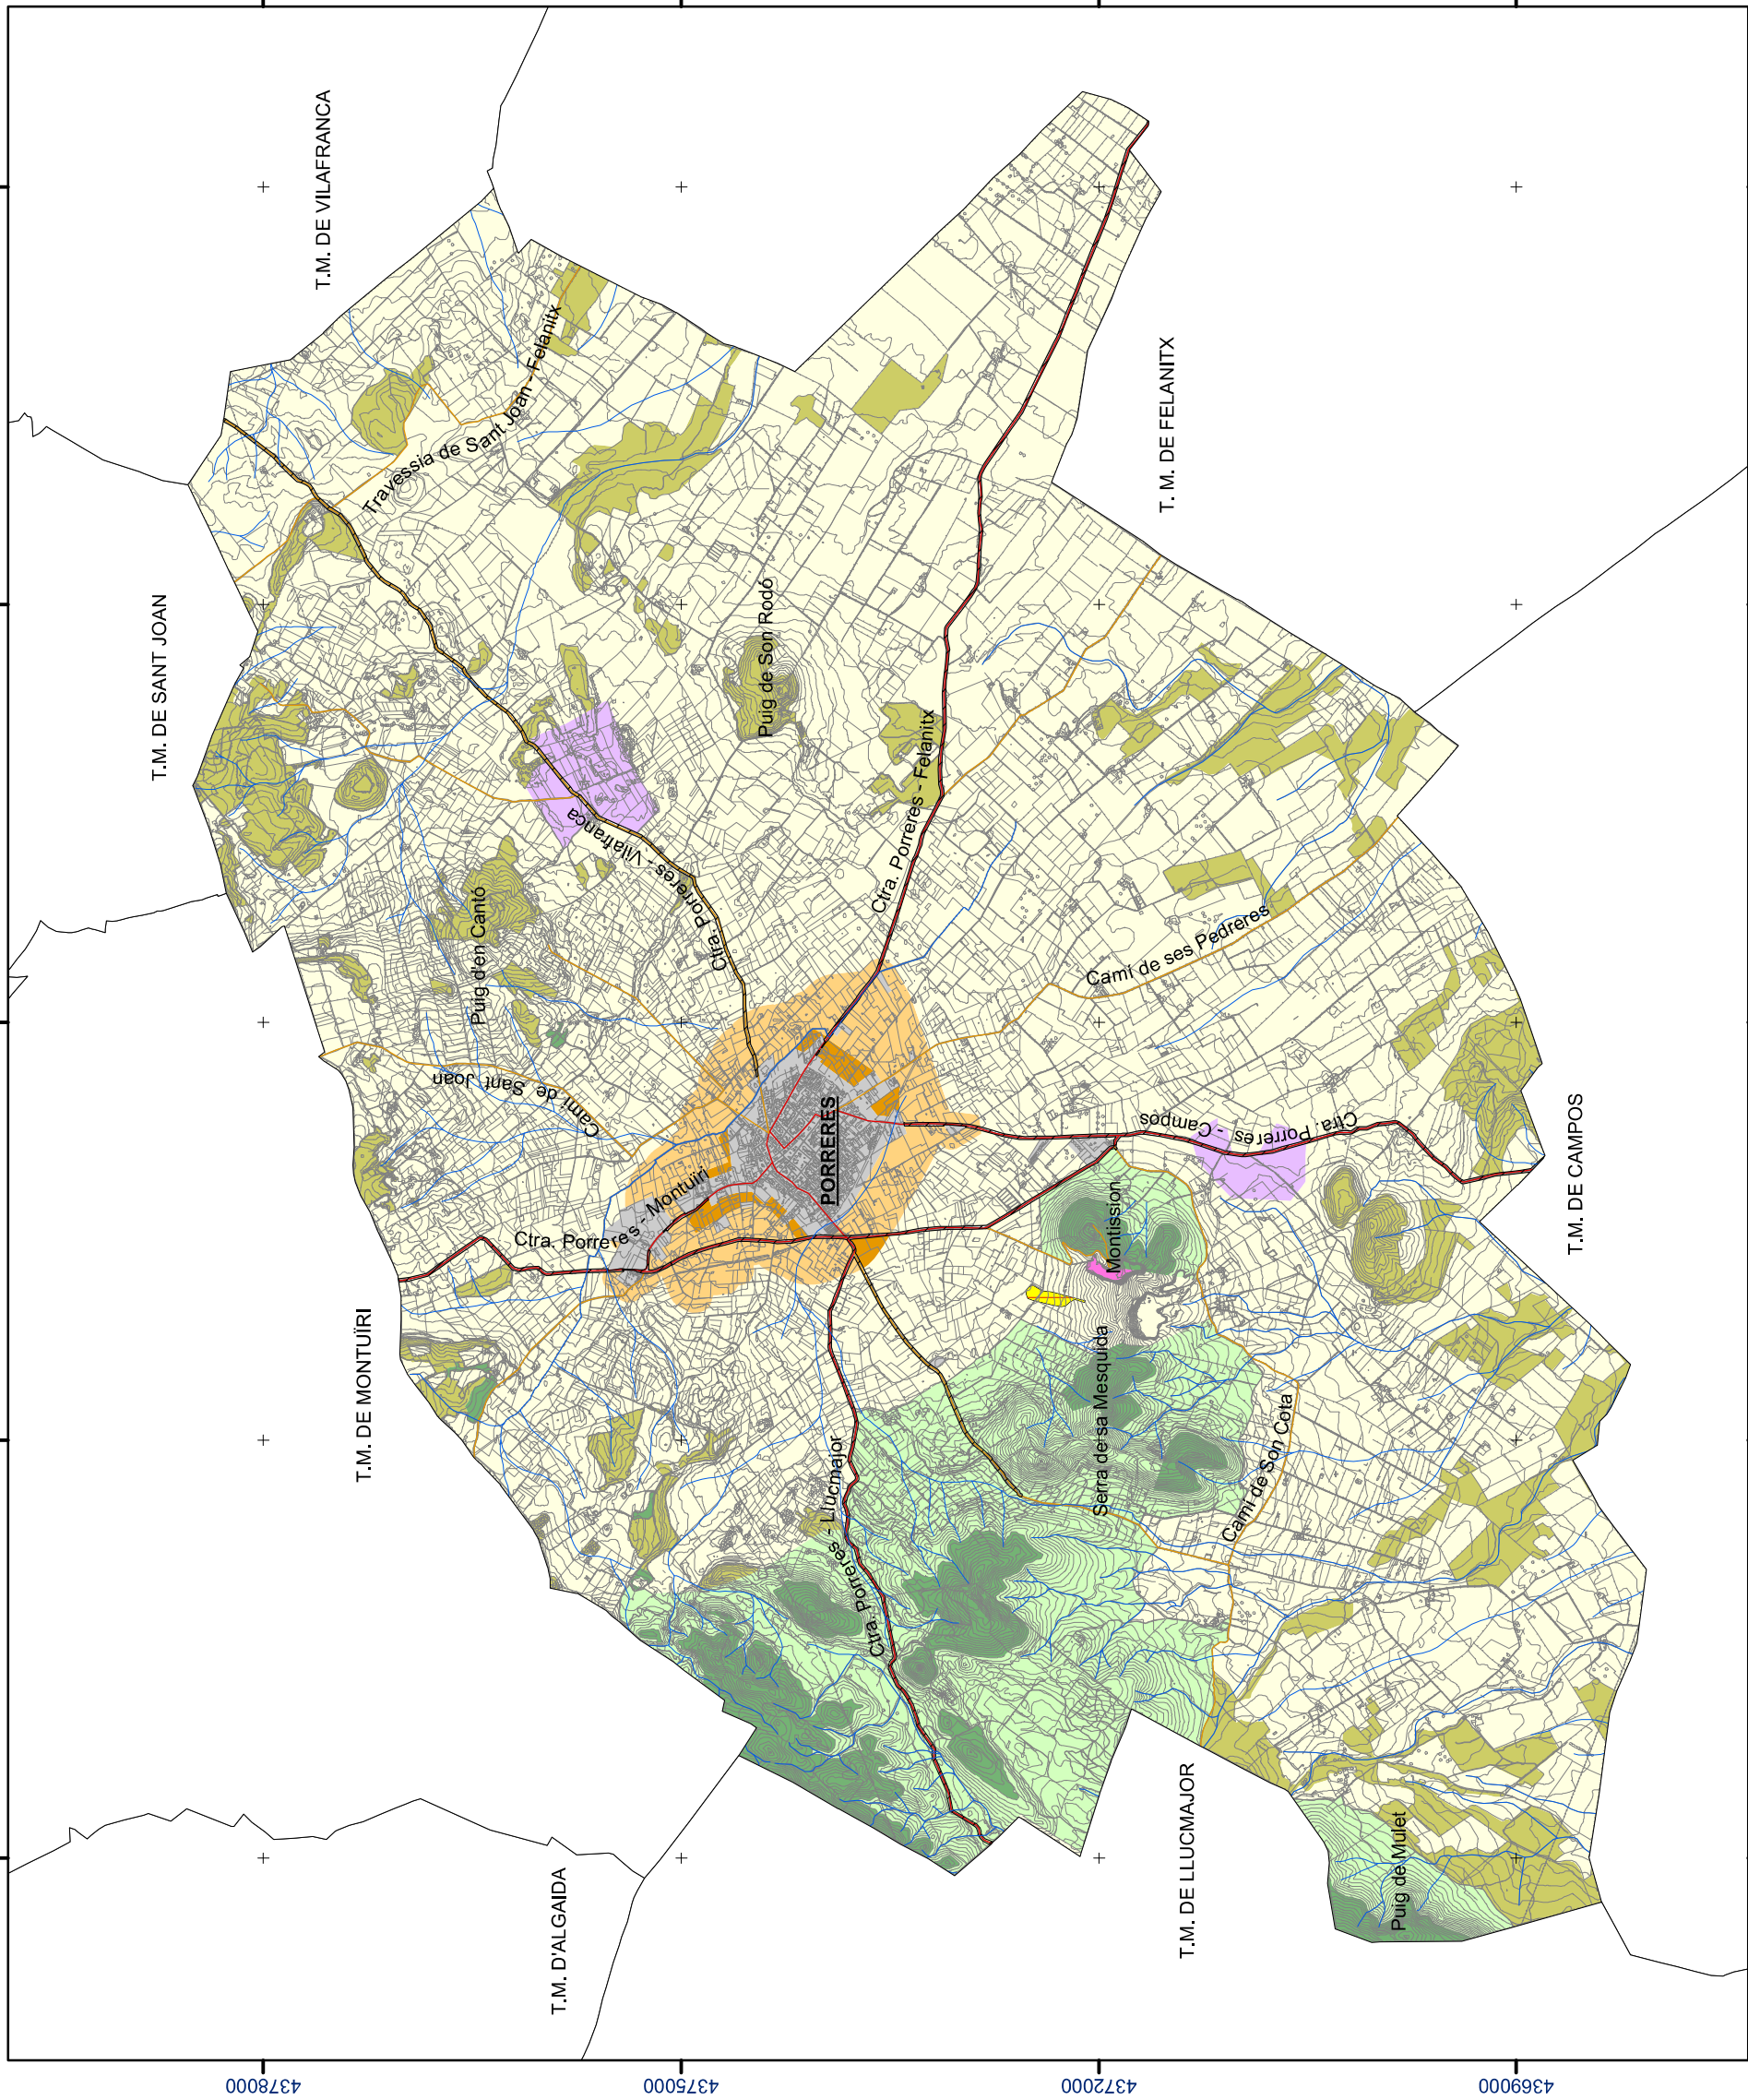 T.M. DE VILAFRANCA
T.M. DE SANT JOAN
T.M. DE MONTUÏRI
T.M. D'ALGAIDA
T. M. DE FELANITX
T.M. DE LLUCMAJOR
T.M. DE CAMPOS
Travessia de Sant Joan - Felanitx
Puig de Son Rodó
Puig d'en Cantó
Ctra. Porreres - Vilafranca
Ctra. Porreres - Felanitx
Camí de ses Pedreres
Camí de Sant Joan
PORRERES
Ctra. Porreres - Montuïri
Ctra. Porreres - Campos
Montission
Serra de sa Mesquida
Camí de Son Cota
Ctra. Porreres - Llucmajor
Puig de Mulet
4378000
4375000
4372000
4369000